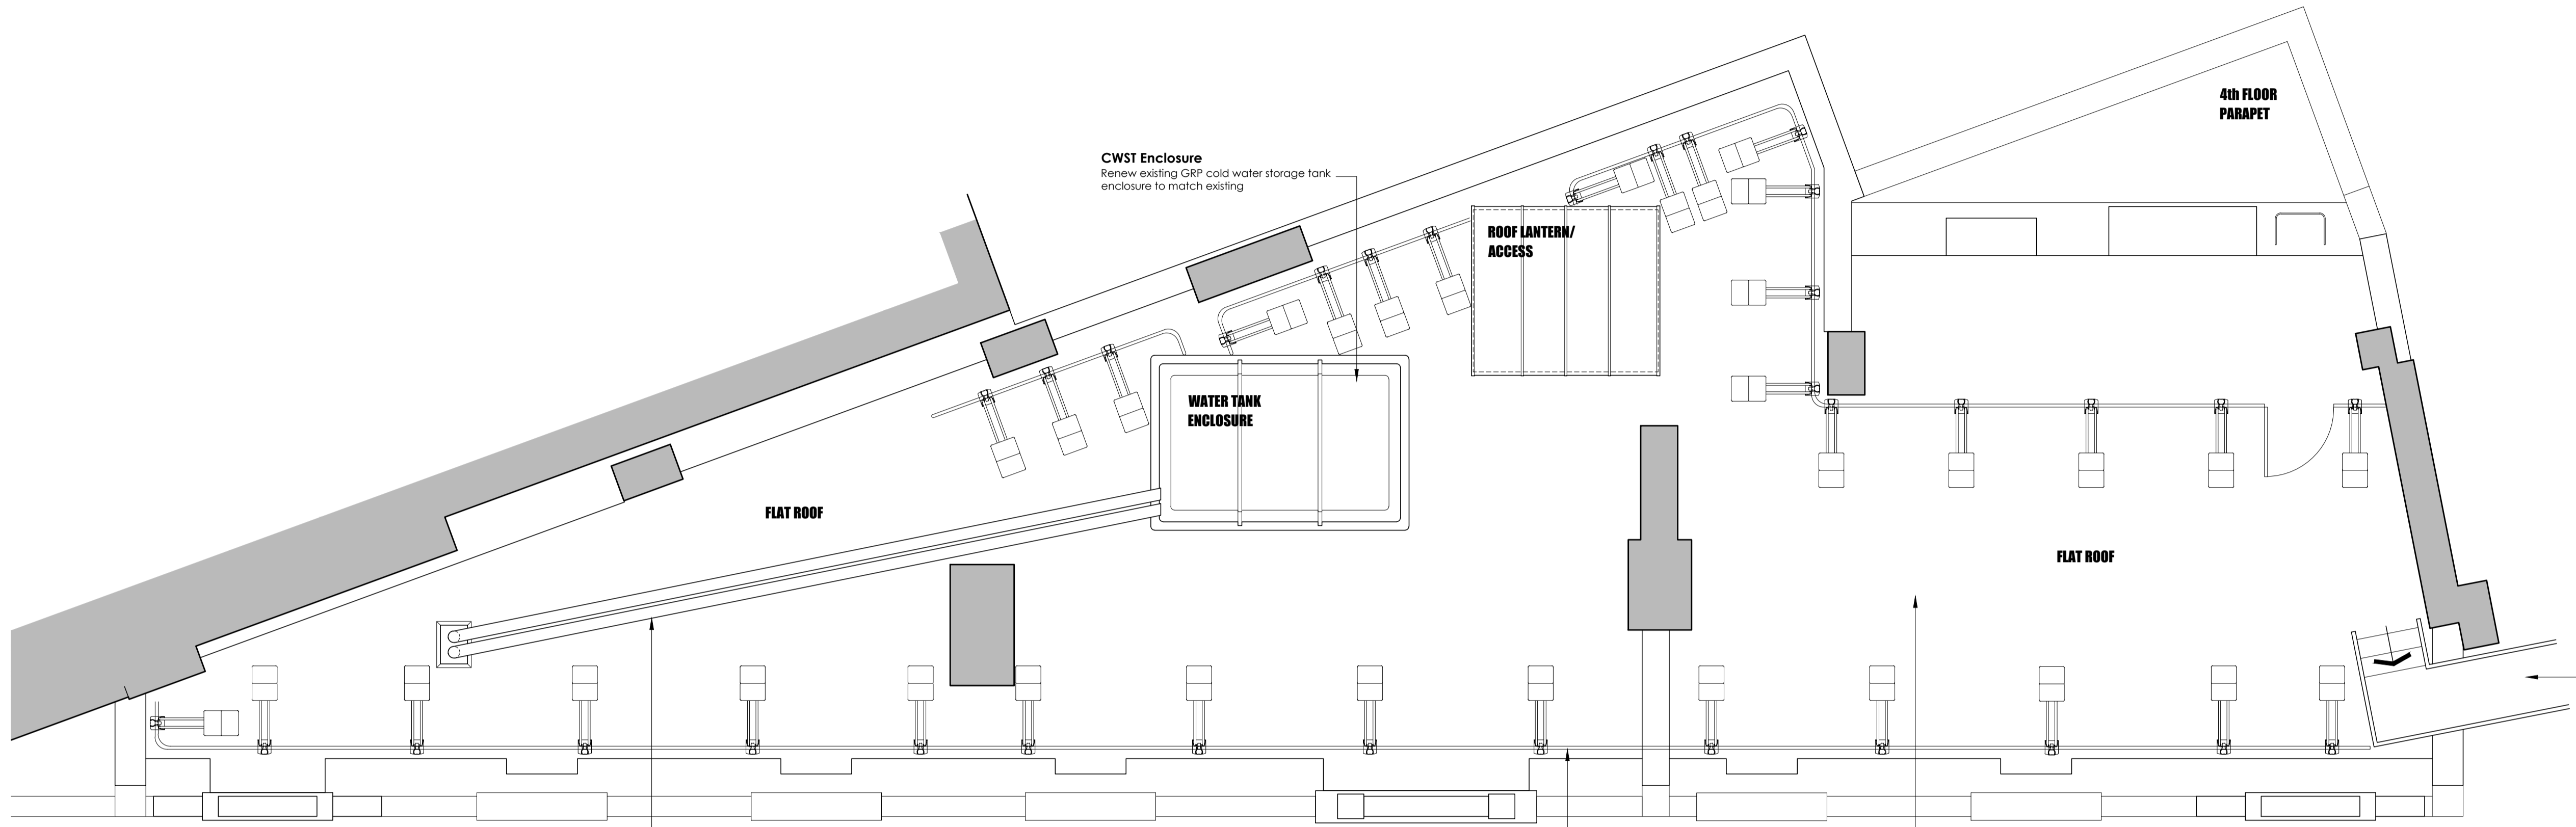 4th FLOOR
PARAPET
CWST Enclosure
Renew existing GRP cold water storage tank
enclosure to match existing
ROOF LANTERN/
ACCESS
WATER TANK
ENCLOSURE
FLAT ROOF
FLAT ROOF